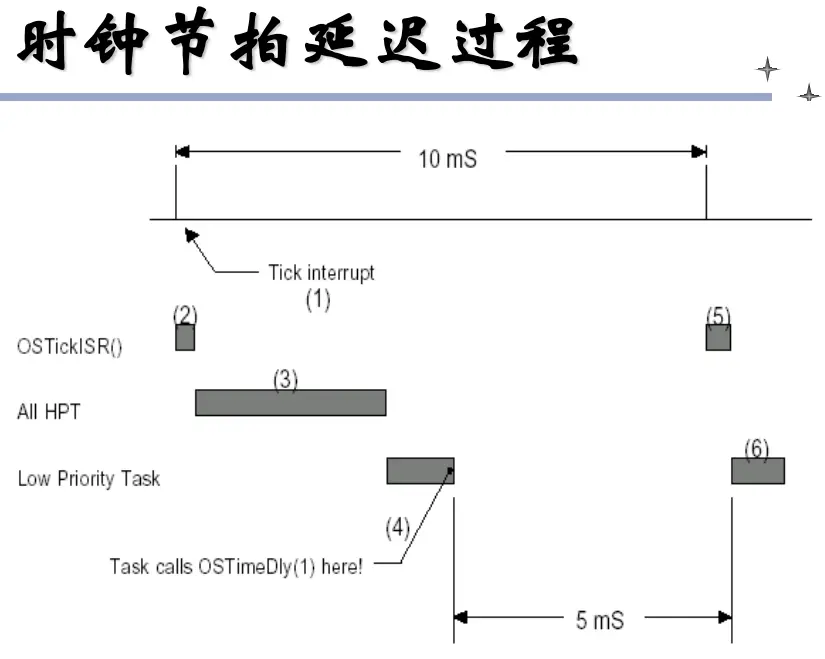 时钟节拍延迟过程
10 mS
Tick interrupt
(1)
(2)
(5)
OSTickISR()
(3)
All HPT
(6)
Low Priority Task
(4)
Task calls OSTimeDly(1) here!
5 mS